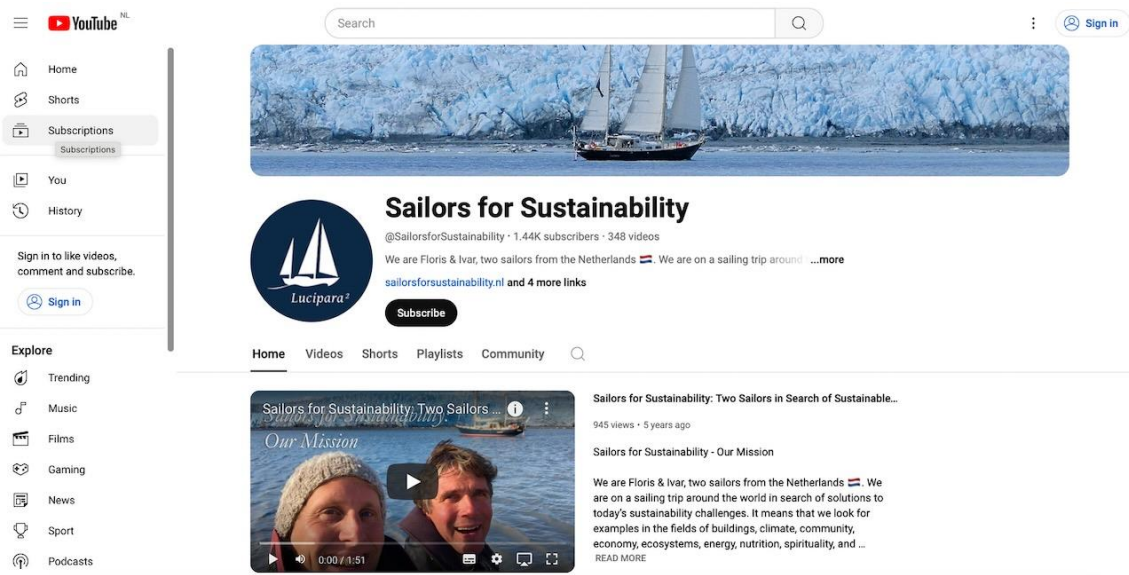 YouTube NL
Search
Sign in
Home
Shorts
Subscriptions
Subscriptions
You
History
Sign in to like videos,
comment and subscribe.
Sign in
Explore
Trending
Music
Films
Gaming
News
Sport
Podcasts
Sailors for Sustainability
@SailorsforSustainability · 1.44K subscribers · 348 videos
We are Floris & Ivar, two sailors from the Netherlands 🇳🇱. We are on a sailing trip around ...more
sailorsforsustainability.nl and 4 more links
Lucipara²
Subscribe
Home Videos Shorts Playlists Community
Sailors for Sustainability: Two Sailors ...
Sailors for Sustainability:
Our Mission
0:00 / 1:51
Sailors for Sustainability: Two Sailors in Search of Sustainable...
945 views · 5 years ago
Sailors for Sustainability - Our Mission
We are Floris & Ivar, two sailors from the Netherlands 🇳🇱. We
are on a sailing trip around the world in search of solutions to
today's sustainability challenges. It means that we look for
examples in the fields of buildings, climate, community,
economy, ecosystems, energy, nutrition, spirituality, and ...
READ MORE